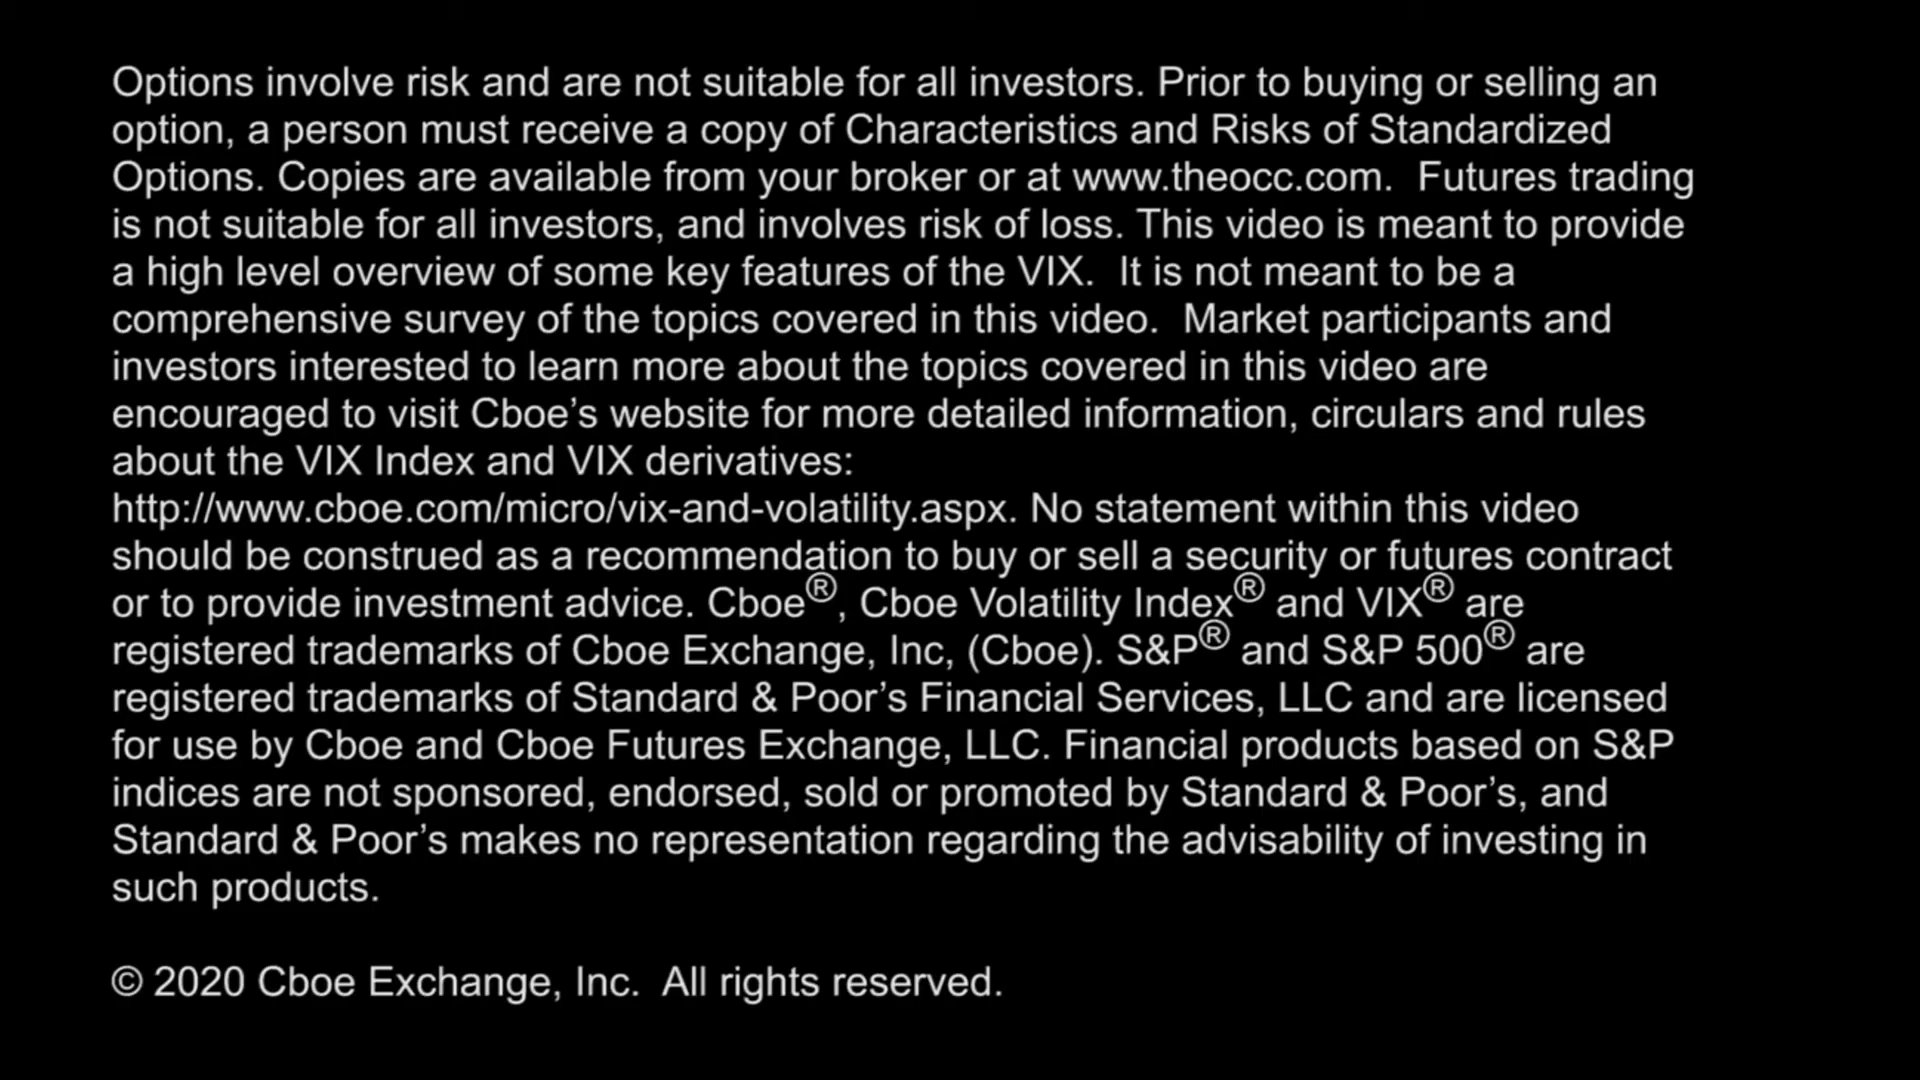 Options involve risk and are not suitable for all investors. Prior to buying or selling an
option, a person must receive a copy of Characteristics and Risks of Standardized
Options. Copies are available from your broker or at www.theocc.com.  Futures trading
is not suitable for all investors, and involves risk of loss. This video is meant to provide
a high level overview of some key features of the VIX.  It is not meant to be a
comprehensive survey of the topics covered in this video.  Market participants and
investors interested to learn more about the topics covered in this video are
encouraged to visit Cboe’s website for more detailed information, circulars and rules
about the VIX Index and VIX derivatives:
http://www.cboe.com/micro/vix-and-volatility.aspx. No statement within this video
should be construed as a recommendation to buy or sell a security or futures contract
or to provide investment advice. Cboe®, Cboe Volatility Index® and VIX® are
registered trademarks of Cboe Exchange, Inc, (Cboe). S&P® and S&P 500® are
registered trademarks of Standard & Poor’s Financial Services, LLC and are licensed
for use by Cboe and Cboe Futures Exchange, LLC. Financial products based on S&P
indices are not sponsored, endorsed, sold or promoted by Standard & Poor’s, and
Standard & Poor’s makes no representation regarding the advisability of investing in
such products.
© 2020 Cboe Exchange, Inc.  All rights reserved.